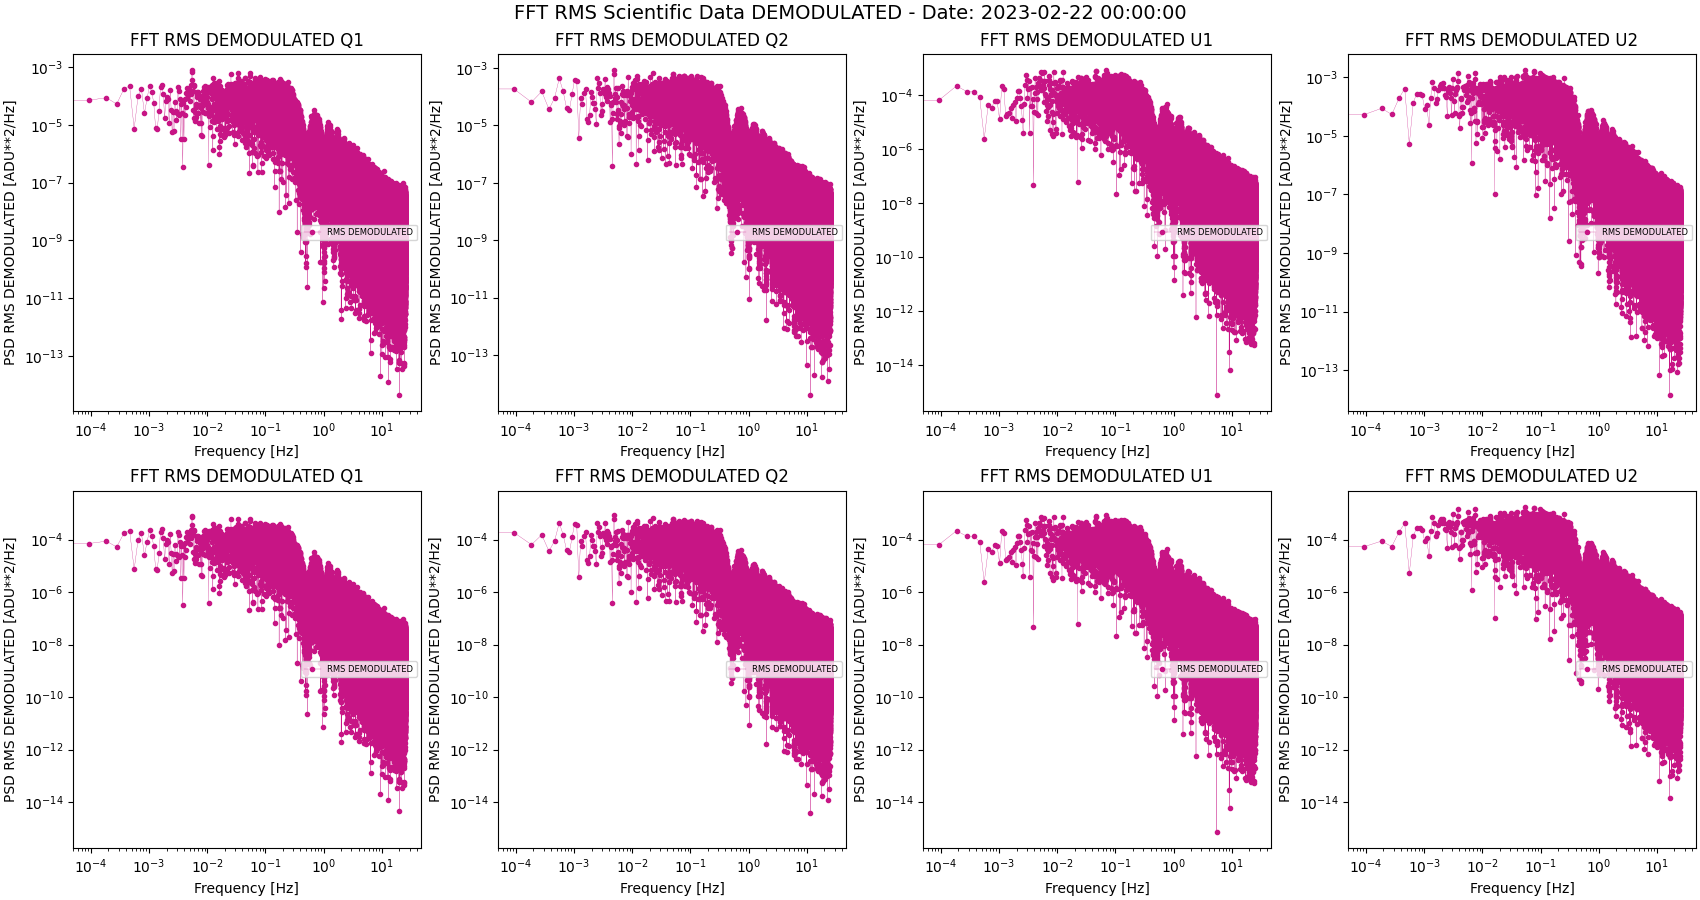 FFT RMS Scientific Data DEMODULATED - Date: 2023-02-22 00:00:00
FFT RMS DEMODULATED Q1
PSD RMS DEMODULATED [ADU**2/Hz]
10⁻³
10⁻⁵
10⁻⁷
10⁻⁹
10⁻¹¹
10⁻¹³
RMS DEMODULATED
10⁻⁴ 10⁻³ 10⁻² 10⁻¹ 10⁰ 10¹
Frequency [Hz]
FFT RMS DEMODULATED Q2
PSD RMS DEMODULATED [ADU**2/Hz]
10⁻³
10⁻⁵
10⁻⁷
10⁻⁹
10⁻¹¹
10⁻¹³
RMS DEMODULATED
10⁻⁴ 10⁻³ 10⁻² 10⁻¹ 10⁰ 10¹
Frequency [Hz]
FFT RMS DEMODULATED U1
PSD RMS DEMODULATED [ADU**2/Hz]
10⁻⁴
10⁻⁶
10⁻⁸
10⁻¹⁰
10⁻¹²
10⁻¹⁴
RMS DEMODULATED
10⁻⁴ 10⁻³ 10⁻² 10⁻¹ 10⁰ 10¹
Frequency [Hz]
FFT RMS DEMODULATED U2
PSD RMS DEMODULATED [ADU**2/Hz]
10⁻³
10⁻⁵
10⁻⁷
10⁻⁹
10⁻¹¹
10⁻¹³
RMS DEMODULATED
10⁻⁴ 10⁻³ 10⁻² 10⁻¹ 10⁰ 10¹
Frequency [Hz]
FFT RMS DEMODULATED Q1
PSD RMS DEMODULATED [ADU**2/Hz]
10⁻⁴
10⁻⁶
10⁻⁸
10⁻¹⁰
10⁻¹²
10⁻¹⁴
RMS DEMODULATED
10⁻⁴ 10⁻³ 10⁻² 10⁻¹ 10⁰ 10¹
Frequency [Hz]
FFT RMS DEMODULATED Q2
PSD RMS DEMODULATED [ADU**2/Hz]
10⁻⁴
10⁻⁶
10⁻⁸
10⁻¹⁰
10⁻¹²
10⁻¹⁴
RMS DEMODULATED
10⁻⁴ 10⁻³ 10⁻² 10⁻¹ 10⁰ 10¹
Frequency [Hz]
FFT RMS DEMODULATED U1
PSD RMS DEMODULATED [ADU**2/Hz]
10⁻⁴
10⁻⁶
10⁻⁸
10⁻¹⁰
10⁻¹²
10⁻¹⁴
RMS DEMODULATED
10⁻⁴ 10⁻³ 10⁻² 10⁻¹ 10⁰ 10¹
Frequency [Hz]
FFT RMS DEMODULATED U2
PSD RMS DEMODULATED [ADU**2/Hz]
10⁻⁴
10⁻⁶
10⁻⁸
10⁻¹⁰
10⁻¹²
10⁻¹⁴
RMS DEMODULATED
10⁻⁴ 10⁻³ 10⁻² 10⁻¹ 10⁰ 10¹
Frequency [Hz]